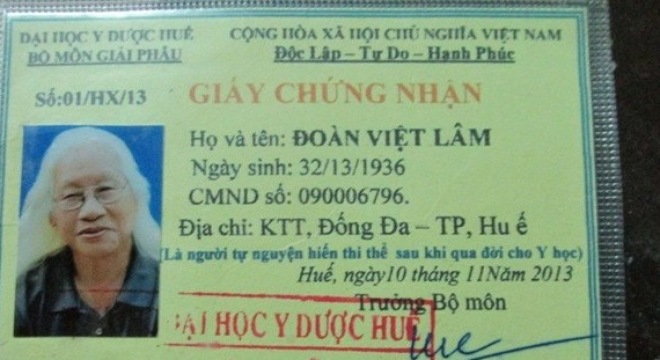 ĐẠI HỌC Y DƯỢC HUẾ
BỘ MÔN GIẢI PHẪU
CỘNG HÒA XÃ HỘI CHỦ NGHĨA VIỆT NAM
Độc Lập – Tự Do – Hạnh Phúc
Số:01/HX/13
GIẤY CHỨNG NHẬN
Họ và tên: ĐOÀN VIỆT LÂM
Ngày sinh: 32/13/1936
CMND số: 090006796.
Địa chỉ: KTT, Đống Đa – TP, Hu ế
(Là người tự nguyện hiến thi thể sau khi qua đời cho Y học)
Huế, ngày10 tháng 11Năm 2013
Trưởng Bộ môn
ĐẠI HỌC Y DƯỢC HUẾ